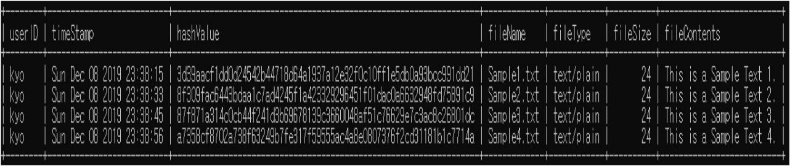 | userID | timeStamp | hashValue | fileName | fileType | fileSize | fileContents |
| kyo | Sun Dec 08 2019 23:38:15 | | Sample1.txt | text/plain | 24 | This is a Sample Text 1. |
| kyo | Sun Dec 08 2019 23:38:33 | | Sample2.txt | text/plain | 24 | This is a Sample Text 2. |
| kyo | Sun Dec 08 2019 23:38:45 | | Sample3.txt | text/plain | 24 | This is a Sample Text 3. |
| kyo | Sun Dec 08 2019 23:38:56 | | Sample4.txt | text/plain | 24 | This is a Sample Text 4. |